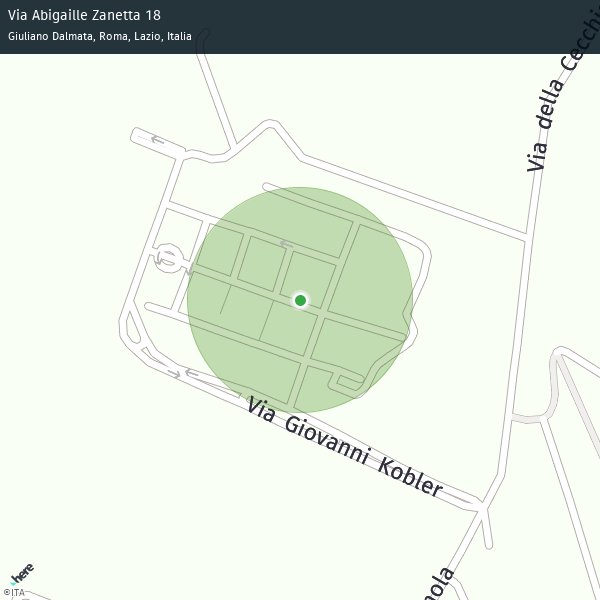 Via Abigaille Zanetta 18
Giuliano Dalmata, Roma, Lazio, Italia
Via della Cecchi
Via Giovanni Kobler
nola
here
©ITA